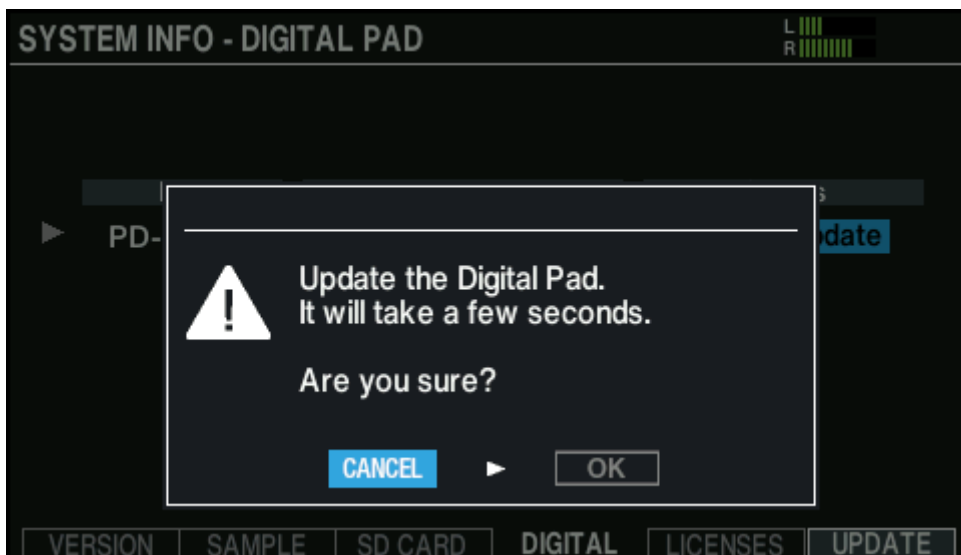 SYSTEM INFO - DIGITAL PAD
L
R
PD-
Update the Digital Pad.
It will take a few seconds.
Are you sure?
CANCEL OK
VERSION SAMPLE SD CARD DIGITAL LICENSES UPDATE